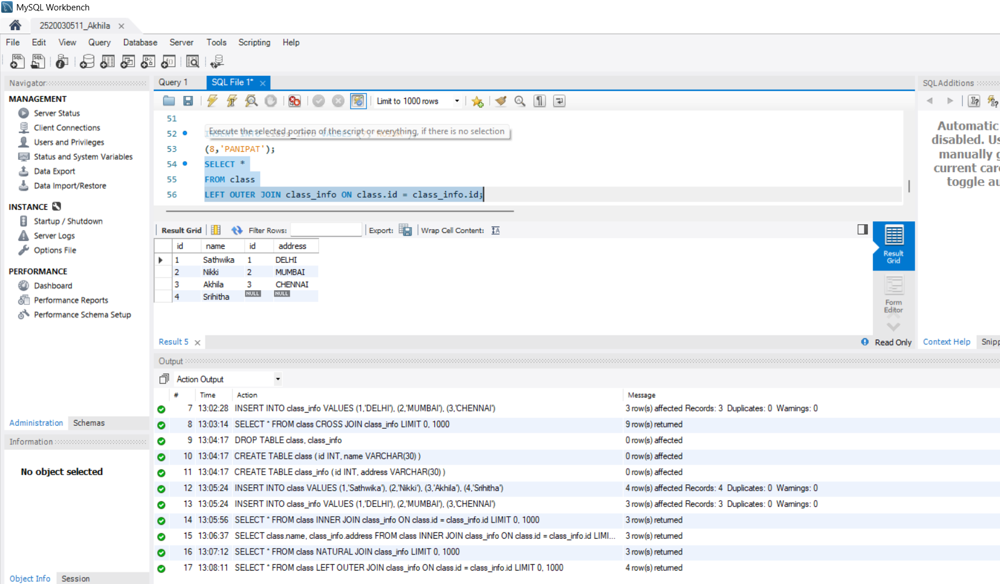 MySQL Workbench
2520030511_Akhila
File Edit View Query Database Server Tools Scripting Help
Navigator
MANAGEMENT
Server Status
Client Connections
Users and Privileges
Status and System Variables
Data Export
Data Import/Restore
INSTANCE
Startup / Shutdown
Server Logs
Options File
PERFORMANCE
Dashboard
Performance Reports
Performance Schema Setup
Administration Schemas
Information
No object selected
Object Info Session
Query 1 SQL File 1*
Limit to 1000 rows
51
Execute the selected portion of the script or everything, if there is no selection
52 INSERT INTO class_info VALUES
53 (8,'PANIPAT');
54 SELECT *
55 FROM class
56 LEFT OUTER JOIN class_info ON class.id = class_info.id;
Result Grid Filter Rows: Export: Wrap Cell Content:
id name id address
1 Sathwika 1 DELHI
2 Nikki 2 MUMBAI
3 Akhila 3 CHENNAI
4 Srihitha NULL NULL
Result Grid
Form Editor
Result 5 Read Only
Output
Action Output
# Time Action Message
7 13:02:28 INSERT INTO class_info VALUES (1,'DELHI'), (2,'MUMBAI'), (3,'CHENNAI') 3 row(s) affected Records: 3 Duplicates: 0 Warnings: 0
8 13:03:14 SELECT * FROM class CROSS JOIN class_info LIMIT 0, 1000 9 row(s) returned
9 13:04:17 DROP TABLE class, class_info 0 row(s) affected
10 13:04:17 CREATE TABLE class ( id INT, name VARCHAR(30) ) 0 row(s) affected
11 13:04:17 CREATE TABLE class_info ( id INT, address VARCHAR(30) ) 0 row(s) affected
12 13:05:24 INSERT INTO class VALUES (1,'Sathwika'), (2,'Nikki'), (3,'Akhila'), (4,'Srihitha') 4 row(s) affected Records: 4 Duplicates: 0 Warnings: 0
13 13:05:24 INSERT INTO class_info VALUES (1,'DELHI'), (2,'MUMBAI'), (3,'CHENNAI') 3 row(s) affected Records: 3 Duplicates: 0 Warnings: 0
14 13:05:56 SELECT * FROM class INNER JOIN class_info ON class.id = class_info.id LIMIT 0, 1000 3 row(s) returned
15 13:06:37 SELECT class.name, class_info.address FROM class INNER JOIN class_info ON class.id = class_info.id LIMI... 3 row(s) returned
16 13:07:12 SELECT * FROM class NATURAL JOIN class_info LIMIT 0, 1000 3 row(s) returned
17 13:08:11 SELECT * FROM class LEFT OUTER JOIN class_info ON class.id = class_info.id LIMIT 0, 1000 4 row(s) returned
SQLAdditions
Automatic
disabled. Us
manually g
current car
toggle au
Context Help Snipp